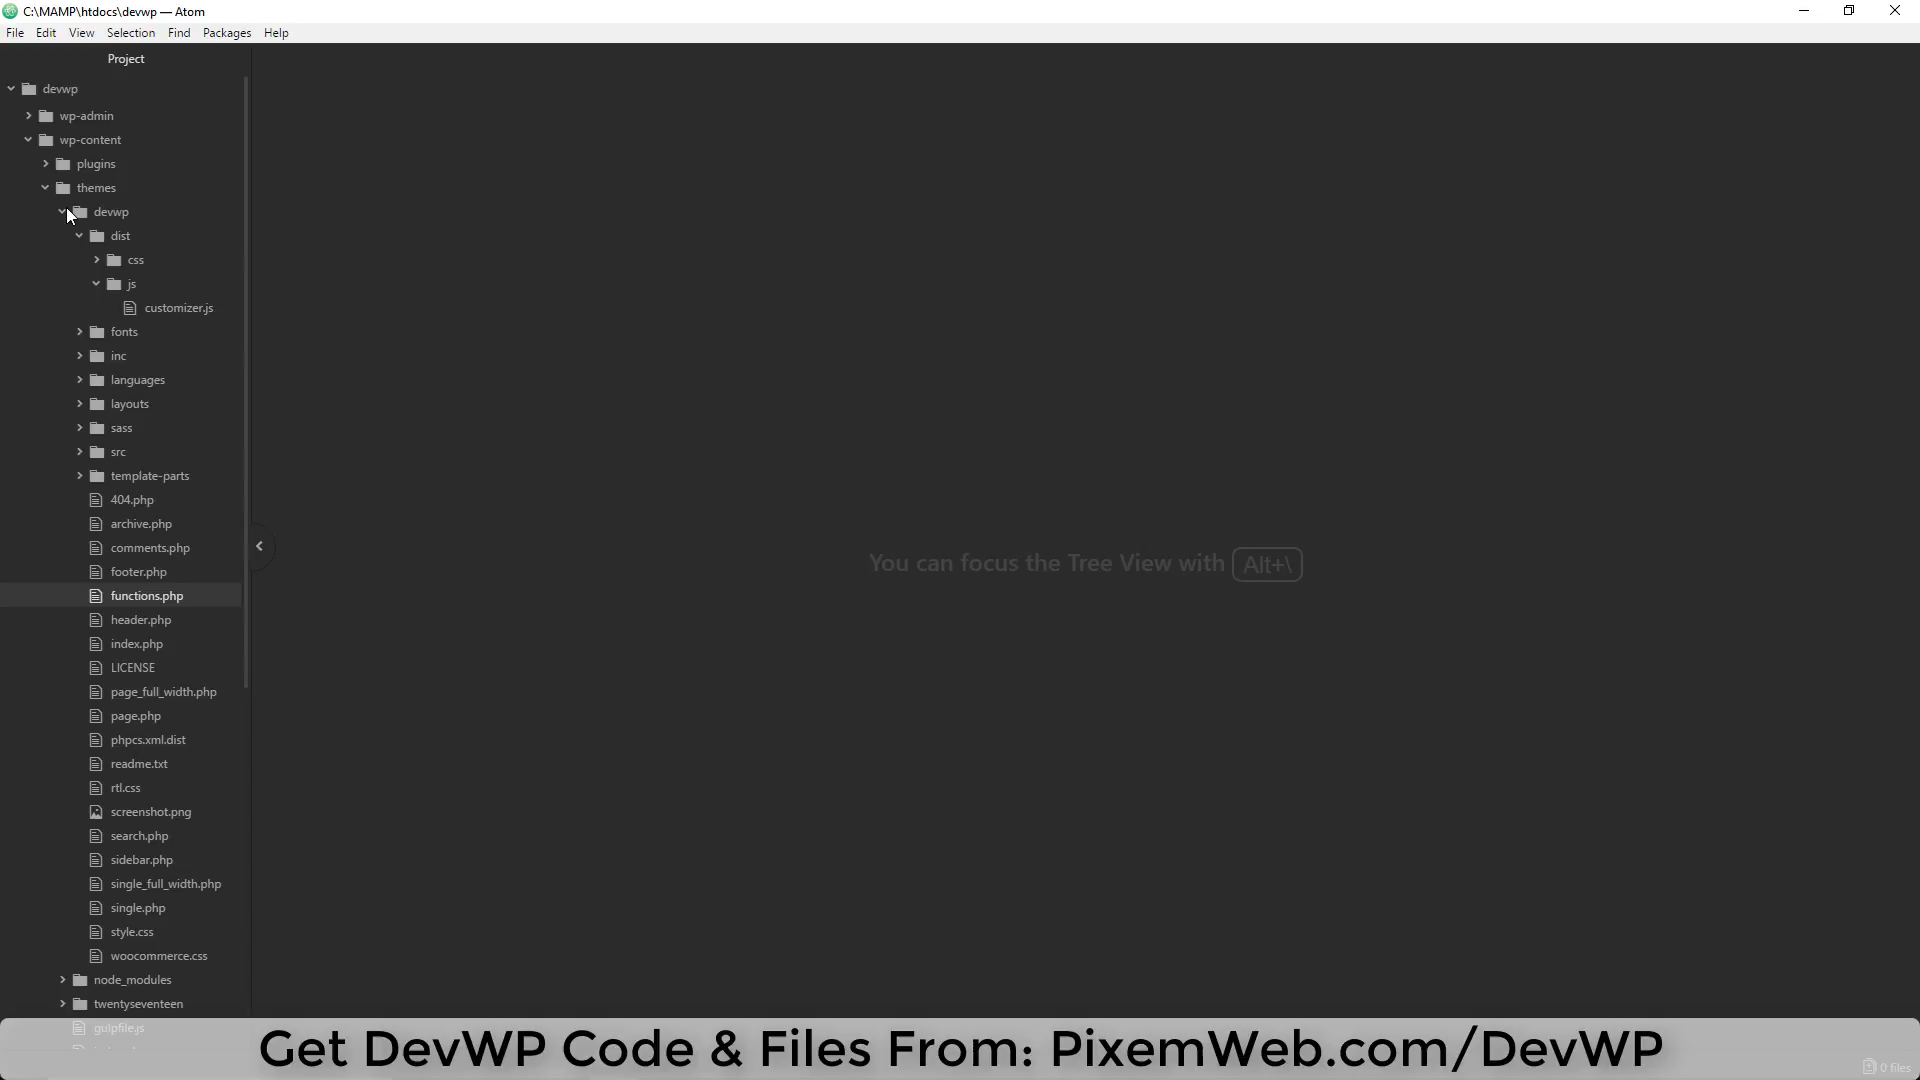 C:\MAMP\htdocs\devwp — Atom
File Edit View Selection Find Packages Help
Project
devwp
wp-admin
wp-content
plugins
themes
devwp
dist
css
js
customizer.js
fonts
inc
languages
layouts
sass
src
template-parts
404.php
archive.php
comments.php
footer.php
You can focus the Tree View with Alt+\
functions.php
header.php
index.php
LICENSE
page_full_width.php
page.php
phpcs.xml.dist
readme.txt
rtl.css
screenshot.png
search.php
sidebar.php
single_full_width.php
single.php
style.css
woocommerce.css
node_modules
twentyseventeen
gulpfile.js
Get DevWP Code & Files From: PixemWeb.com/DevWP
0 files